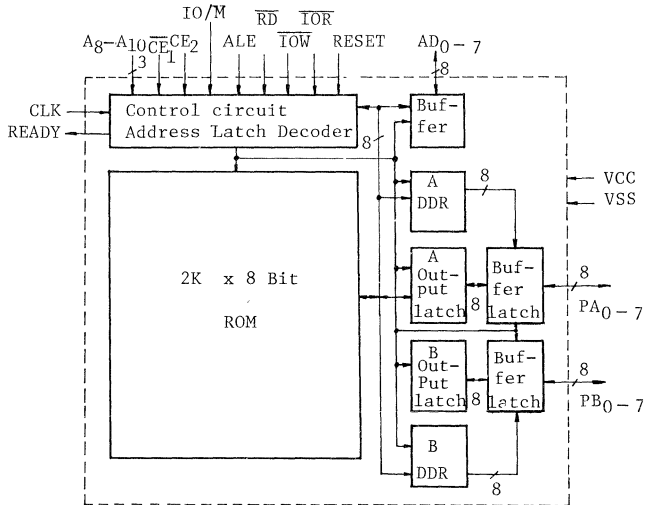 IO/M
RD IOR
A8-A10 CE1 CE2 ALE IOW RESET AD0-7
3
8
CLK
READY
Control circuit
Address Latch Decoder
8
Buf-
fer
A
DDR
8
VCC
VSS
2K x 8 Bit
ROM
A
Out-
put
latch
8
Buf-
fer
latch
8
PA0-7
B
Out-
Put
latch
8
Buf-
fer
latch
8
PB0-7
B
DDR
8